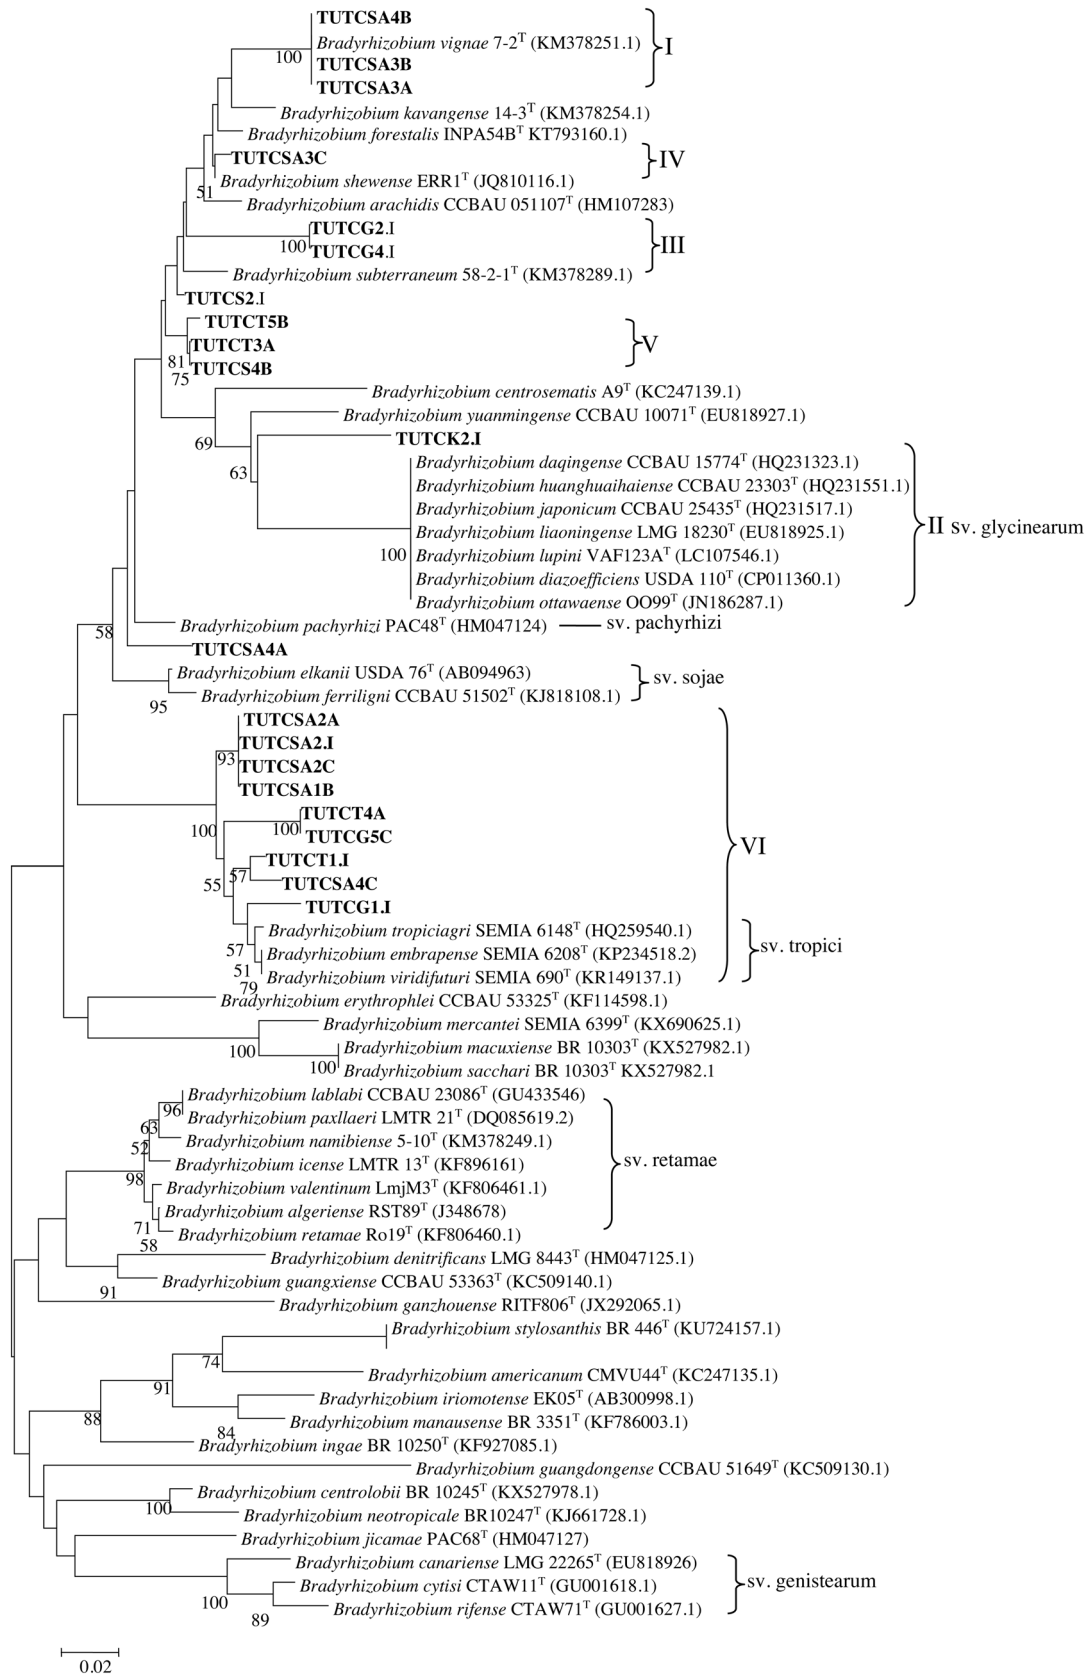 TUTCSA4B
Bradyrhizobium vignae 7-2T (KM378251.1)
I
100
TUTCSA3B
TUTCSA3A
Bradyrhizobium kavangense 14-3T (KM378254.1)
Bradyrhizobium forestalis INPA54BT KT793160.1)
TUTCSA3C
IV
Bradyrhizobium shewense ERR1T (JQ810116.1)
51
Bradyrhizobium arachidis CCBAU 051107T (HM107283)
TUTCG2.I
100
III
TUTCG4.I
Bradyrhizobium subterraneum 58-2-1T (KM378289.1)
TUTCS2.I
TUTCT5B
TUTCT3A
V
81
TUTCS4B
75
Bradyrhizobium centrosematis A9T (KC247139.1)
Bradyrhizobium yuanmingense CCBAU 10071T (EU818927.1)
69
TUTCK2.I
63
Bradyrhizobium daqingense CCBAU 15774T (HQ231323.1)
Bradyrhizobium huanghuaihaiense CCBAU 23303T (HQ231551.1)
Bradyrhizobium japonicum CCBAU 25435T (HQ231517.1)
Bradyrhizobium liaoningense LMG 18230T (EU818925.1)
II sv. glycinearum
100
Bradyrhizobium lupini VAF123AT (LC107546.1)
Bradyrhizobium diazoefficiens USDA 110T (CP011360.1)
Bradyrhizobium ottawaense OO99T (JN186287.1)
Bradyrhizobium pachyrhizi PAC48T (HM047124)
sv. pachyrhizi
58
TUTCSA4A
Bradyrhizobium elkanii USDA 76T (AB094963)
sv. sojae
Bradyrhizobium ferriligni CCBAU 51502T (KJ818108.1)
95
TUTCSA2A
TUTCSA2.I
93
TUTCSA2C
TUTCSA1B
TUTCT4A
100
100
TUTCG5C
VI
TUTCT1.I
57
55
TUTCSA4C
TUTCG1.I
Bradyrhizobium tropiciagri SEMIA 6148T (HQ259540.1)
57
Bradyrhizobium embrapense SEMIA 6208T (KP234518.2)
sv. tropici
51
Bradyrhizobium viridifuturi SEMIA 690T (KR149137.1)
79
Bradyrhizobium erythrophlei CCBAU 53325T (KF114598.1)
Bradyrhizobium mercantei SEMIA 6399T (KX690625.1)
100
Bradyrhizobium macuxiense BR 10303T (KX527982.1)
100
Bradyrhizobium sacchari BR 10303T KX527982.1
Bradyrhizobium lablabi CCBAU 23086T (GU433546)
96
Bradyrhizobium paxllaeri LMTR 21T (DQ085619.2)
63
Bradyrhizobium namibiense 5-10T (KM378249.1)
52
Bradyrhizobium icense LMTR 13T (KF896161)
sv. retamae
98
Bradyrhizobium valentinum LmjM3T (KF806461.1)
Bradyrhizobium algeriense RST89T (J348678)
71
Bradyrhizobium retamae Ro19T (KF806460.1)
58
Bradyrhizobium denitrificans LMG 8443T (HM047125.1)
Bradyrhizobium guangxiense CCBAU 53363T (KC509140.1)
91
Bradyrhizobium ganzhouense RITF806T (JX292065.1)
Bradyrhizobium stylosanthis BR 446T (KU724157.1)
74
Bradyrhizobium americanum CMVU44T (KC247135.1)
91
Bradyrhizobium iriomotense EK05T (AB300998.1)
88
Bradyrhizobium manausense BR 3351T (KF786003.1)
84
Bradyrhizobium ingae BR 10250T (KF927085.1)
Bradyrhizobium guangdongense CCBAU 51649T (KC509130.1)
Bradyrhizobium centrolobii BR 10245T (KX527978.1)
100
Bradyrhizobium neotropicale BR10247T (KJ661728.1)
Bradyrhizobium jicamae PAC68T (HM047127)
Bradyrhizobium canariense LMG 22265T (EU818926)
Bradyrhizobium cytisi CTAW11T (GU001618.1)
sv. genistearum
100
Bradyrhizobium rifense CTAW71T (GU001627.1)
89
0.02